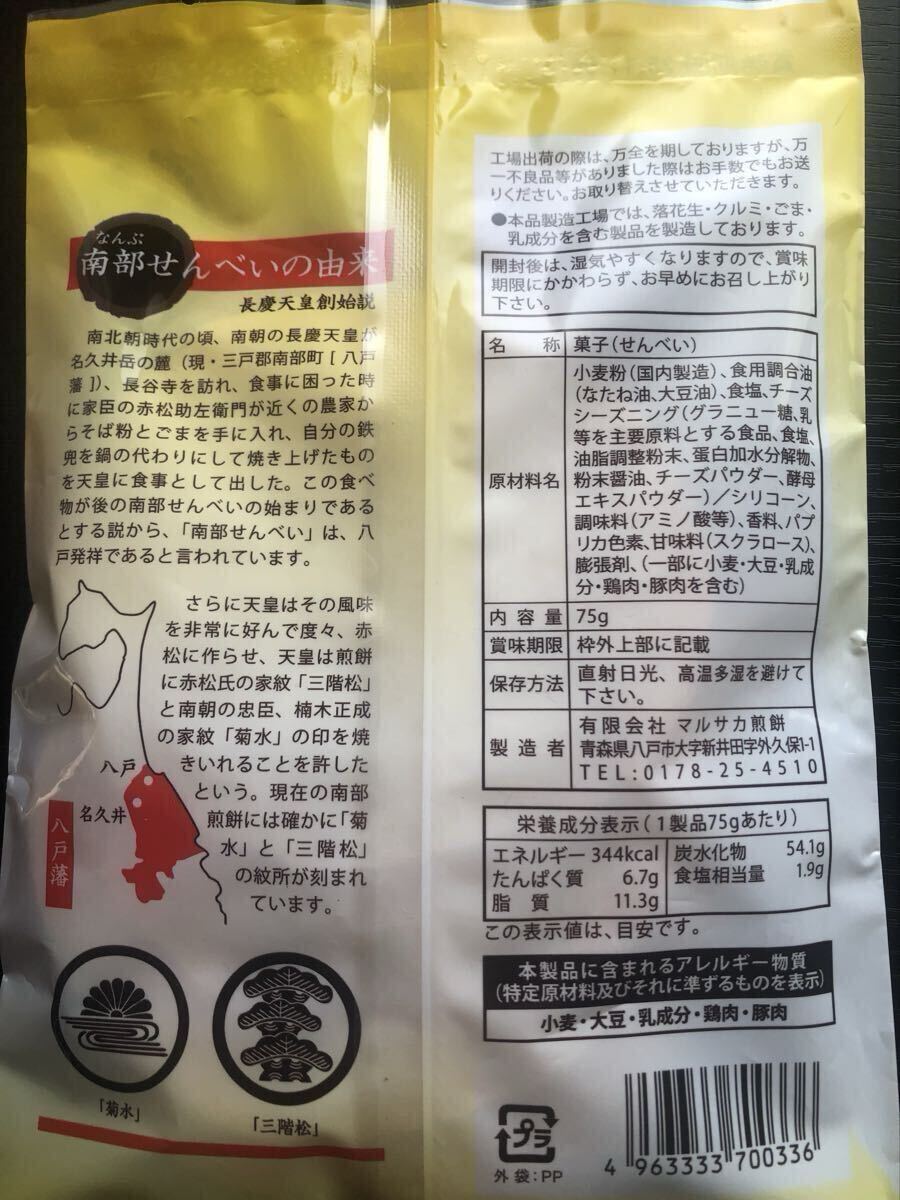 なんぶ
南部せんべいの由来
長慶天皇創始説
南北朝時代の頃、南朝の長慶天皇が
名久井岳の麓（現・三戸郡南部町［八戸
藩］）、長谷寺を訪れ、食事に困った時
に家臣の赤松助左衛門が近くの農家か
らそば粉とごまを手に入れ、自分の鉄
兜を鍋の代わりにして焼き上げたもの
を天皇に食事として出した。この食べ
物が後の南部せんべいの始まりである
とする説から、「南部せんべい」は、八
戸発祥であると言われています。
さらに天皇はその風味
を非常に好んで度々、赤
松に作らせ、天皇は煎餅
に赤松氏の家紋「三階松」
と南朝の忠臣、楠木正成
の家紋「菊水」の印を焼
きいれることを許した
という。現在の南部
煎餅には確かに「菊
水」と「三階松」
の紋所が刻まれ
ています。
八戸
名久井
八戸藩
「菊水」
「三階松」
工場出荷の際は、万全を期しておりますが、万
一不良品等がありました際はお手数でもお送
りください。お取り替えさせていただきます。
●本品製造工場では、落花生・クルミ・ごま・
乳成分を含む製品を製造しております。
開封後は、湿気やすくなりますので、賞味
期限にかかわらず、お早めにお召し上がり
下さい。
名称 菓子（せんべい）
原材料名
小麦粉（国内製造）、食用調合油
（なたね油、大豆油）、食塩、チーズ
シーズニング（グラニュー糖、乳
等を主要原料とする食品、食塩、
油脂調整粉末、蛋白加水分解物、
粉末醤油、チーズパウダー、酵母
エキスパウダー）／シリコーン、
調味料（アミノ酸等）、香料、パプ
リカ色素、甘味料（スクラロース）、
膨張剤、（一部に小麦・大豆・乳成
分・鶏肉・豚肉を含む）
内容量 75g
賞味期限 枠外上部に記載
保存方法 直射日光、高温多湿を避けて
下さい。
製造者
有限会社 マルサカ煎餅
青森県八戸市大字新井田字外久保1-1
TEL:0178-25-4510
栄養成分表示（1製品75gあたり）
エネルギー 344kcal 炭水化物 54.1g
たんぱく質 6.7g 食塩相当量 1.9g
脂質 11.3g
この表示値は、目安です。
本製品に含まれるアレルギー物質
（特定原材料及びそれに準ずるものを表示）
小麦・大豆・乳成分・鶏肉・豚肉
プラ
外袋：PP
4 963333 700336